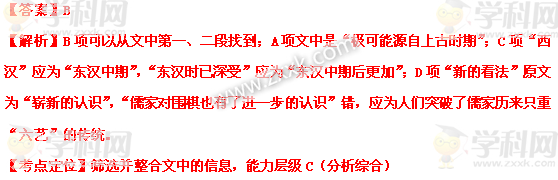 【答案】B
【解析】B项可以从文中第一、二段找到；A项文中是“极可能源自上古时期”；C项“西
汉”应为“东汉中期”，“东汉时已深受”应为“东汉中期后更加”；D项“新的看法”原文
为“崭新的认识”，“儒家对围棋也有了进一步的认识”错，应为人们突破了儒家历来只重
“六艺”的传统。
【考点定位】筛选并整合文中的信息，能力层级C（分析综合）
学科网
www.zxxk.com